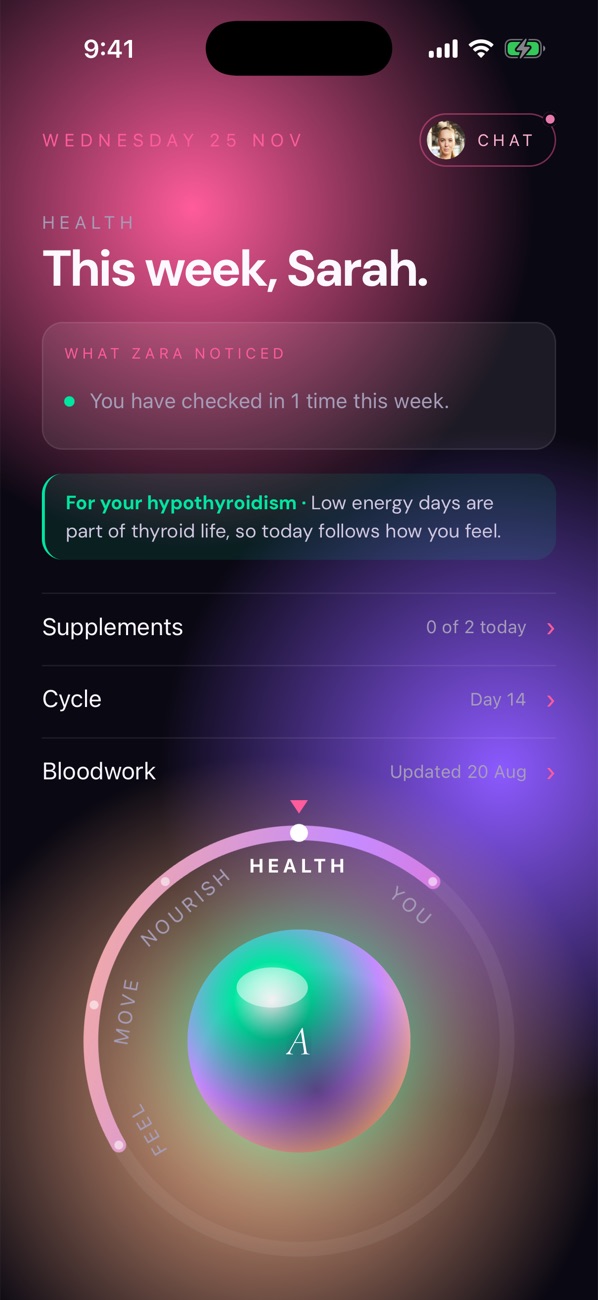 9:41
WEDNESDAY 25 NOV
CHAT
HEALTH
This week, Sarah.
WHAT ZARA NOTICED
You have checked in 1 time this week.
For your hypothyroidism · Low energy days are
part of thyroid life, so today follows how you feel.
Supplements 0 of 2 today
Cycle Day 14
Bloodwork Updated 20 Aug
HEALTH
NOURISH
YOU
MOVE
A
FEEL